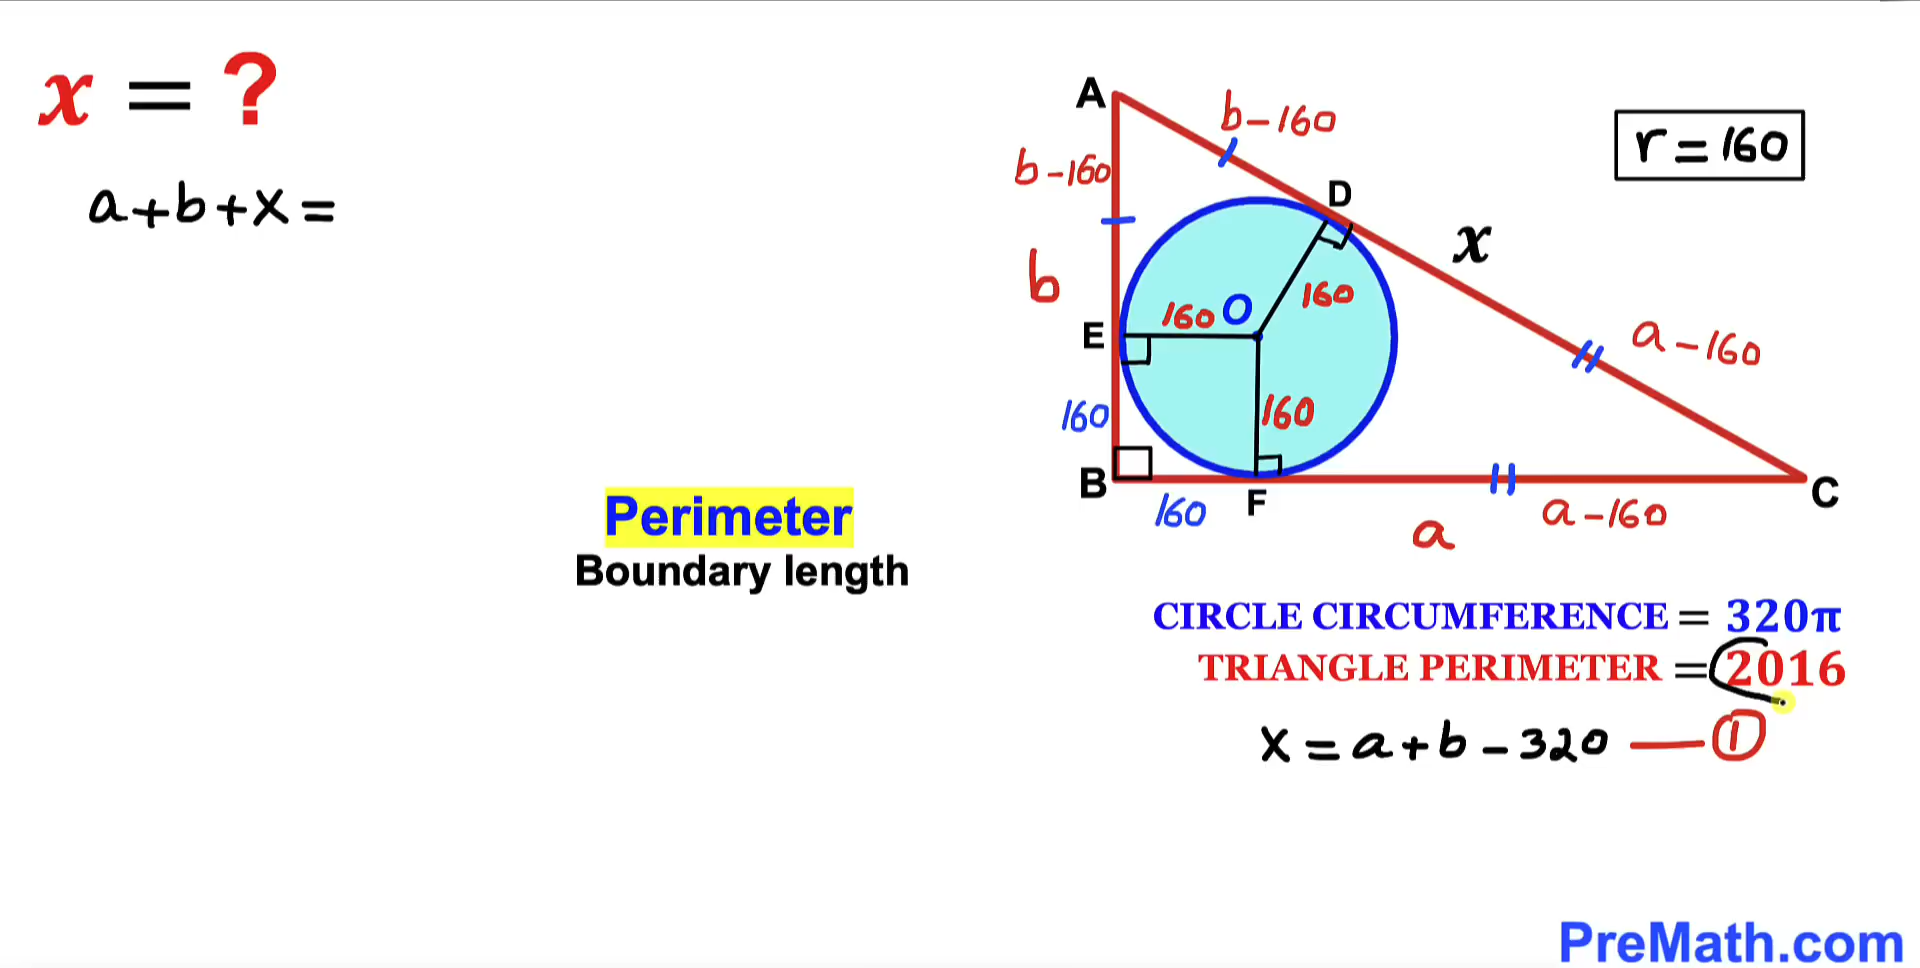 x = ?
a+b+x=
A
b-160
r=160
b-160
D
x
b
160
O
160
E
a-160
160
160
B
160
F
a
a-160
C
Perimeter
Boundary length
CIRCLE CIRCUMFERENCE = 320π
TRIANGLE PERIMETER = 2016
x=a+b-320 — ①
PreMath.com